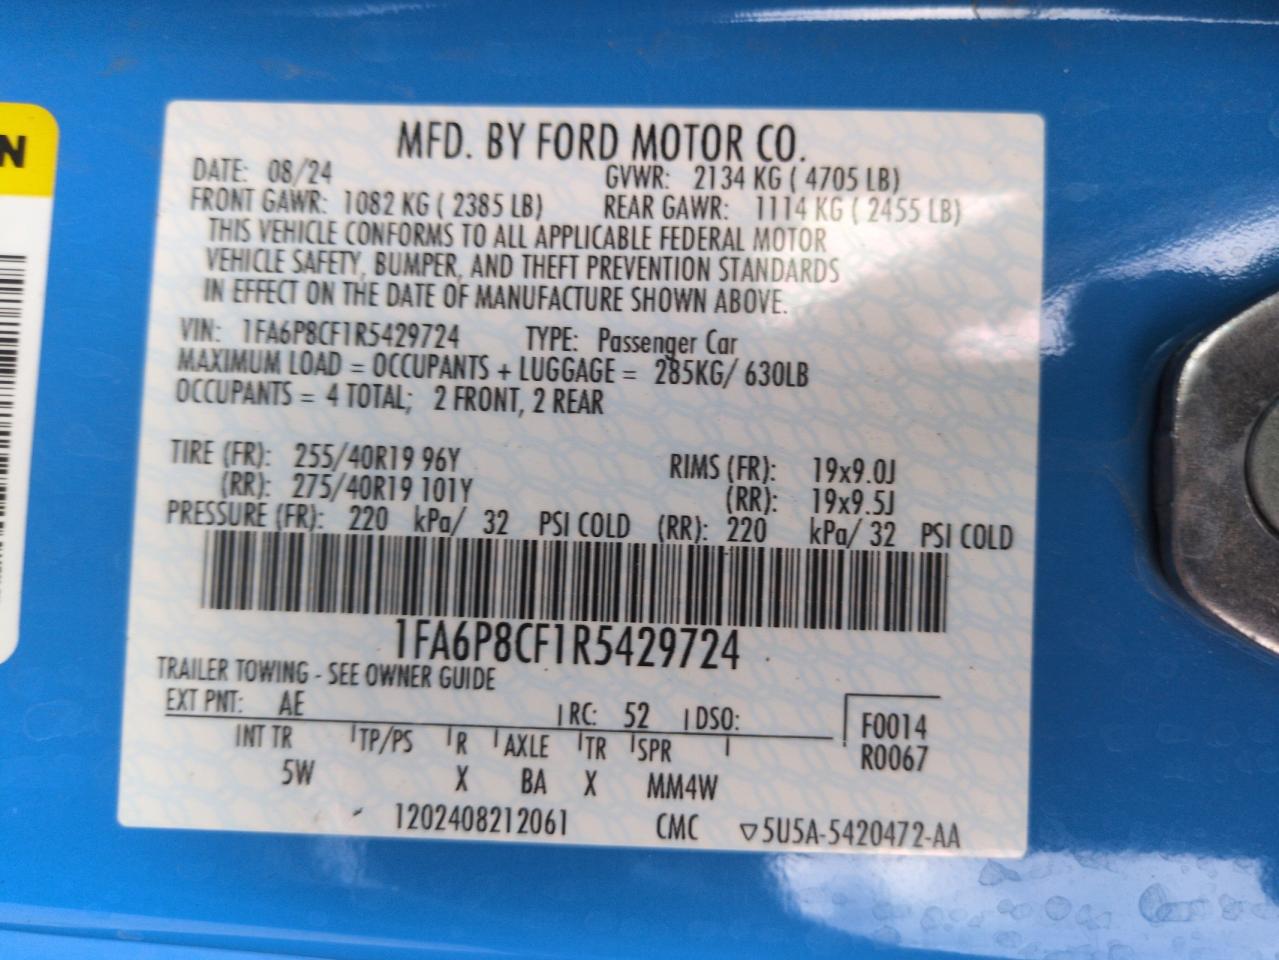 N
MFD. BY FORD MOTOR CO.
DATE: 08/24 GVWR: 2134 KG ( 4705 LB)
FRONT GAWR: 1082 KG ( 2385 LB) REAR GAWR: 1114 KG ( 2455 LB)
THIS VEHICLE CONFORMS TO ALL APPLICABLE FEDERAL MOTOR
VEHICLE SAFETY, BUMPER, AND THEFT PREVENTION STANDARDS
IN EFFECT ON THE DATE OF MANUFACTURE SHOWN ABOVE.
VIN: 1FA6P8CF1R5429724 TYPE: Passenger Car
MAXIMUM LOAD = OCCUPANTS + LUGGAGE = 285KG/ 630LB
OCCUPANTS = 4 TOTAL; 2 FRONT, 2 REAR
TIRE (FR): 255/40R19 96Y RIMS (FR): 19x9.0J
(RR): 275/40R19 101Y (RR): 19x9.5J
PRESSURE (FR): 220 kPa/ 32 PSI COLD (RR): 220 kPa/ 32 PSI COLD
1FA6P8CF1R5429724
TRAILER TOWING - SEE OWNER GUIDE
EXT PNT: AE RC: 52 DSO: F0014
INT TR TP/PS R AXLE TR SPR R0067
5W X BA X MM4W
1202408212061 CMC ▽5U5A-5420472-AA